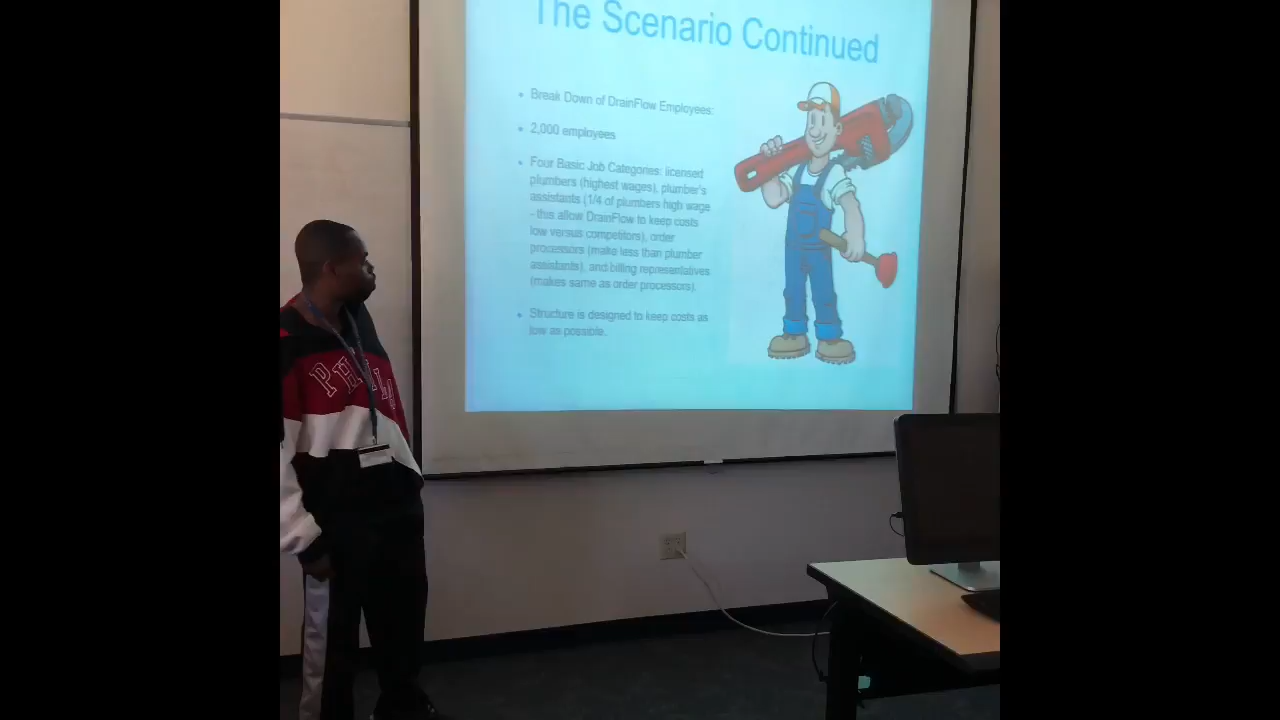 The Scenario Continued
• Break Down of DrainFlow Employees:
• 2,000 employees
• Four Basic Job Categories: licensed
plumbers (highest wages), plumber's
assistants (1/4 of plumbers high wage
- this allow DrainFlow to keep costs
low versus competitors), order
processors (make less than plumber
assistants), and billing representatives
(makes same as order processors).
• Structure is designed to keep costs as
low as possible.
PHILA